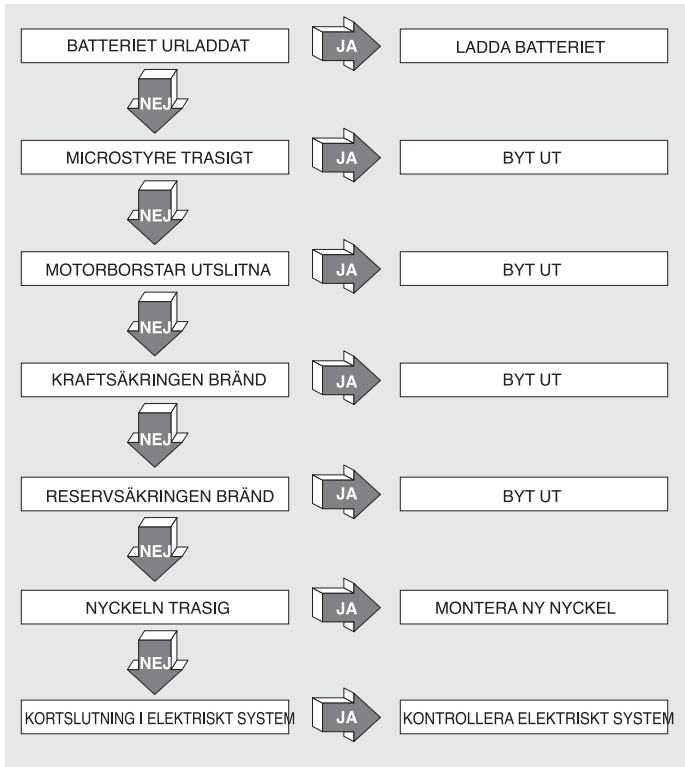 BATTERIET URLADDAT
JA
LADDA BATTERIET
NEJ
MICROSTYRE TRASIGT
JA
BYT UT
NEJ
MOTORBORSTAR UTSLITNA
JA
BYT UT
NEJ
KRAFTSÄKRINGEN BRÄND
JA
BYT UT
NEJ
RESERVSÄKRINGEN BRÄND
JA
BYT UT
NEJ
NYCKELN TRASIG
JA
MONTERA NY NYCKEL
NEJ
KORTSLUTNING I ELEKTRISKT SYSTEM
JA
KONTROLLERA ELEKTRISKT SYSTEM